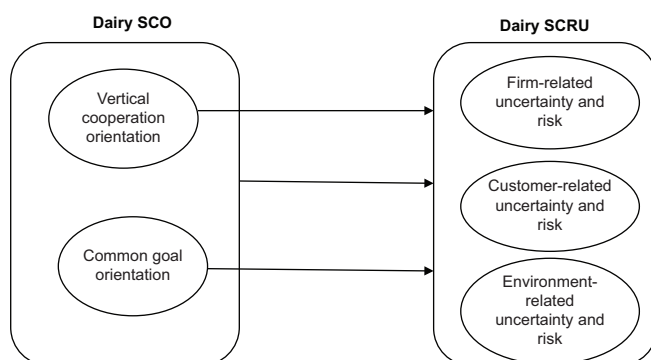 Dairy SCO
Dairy SCRU
Vertical
cooperation
orientation
Common goal
orientation
Firm-related
uncertainty and
risk
Customer-related
uncertainty and
risk
Environment-
related
uncertainty and
risk